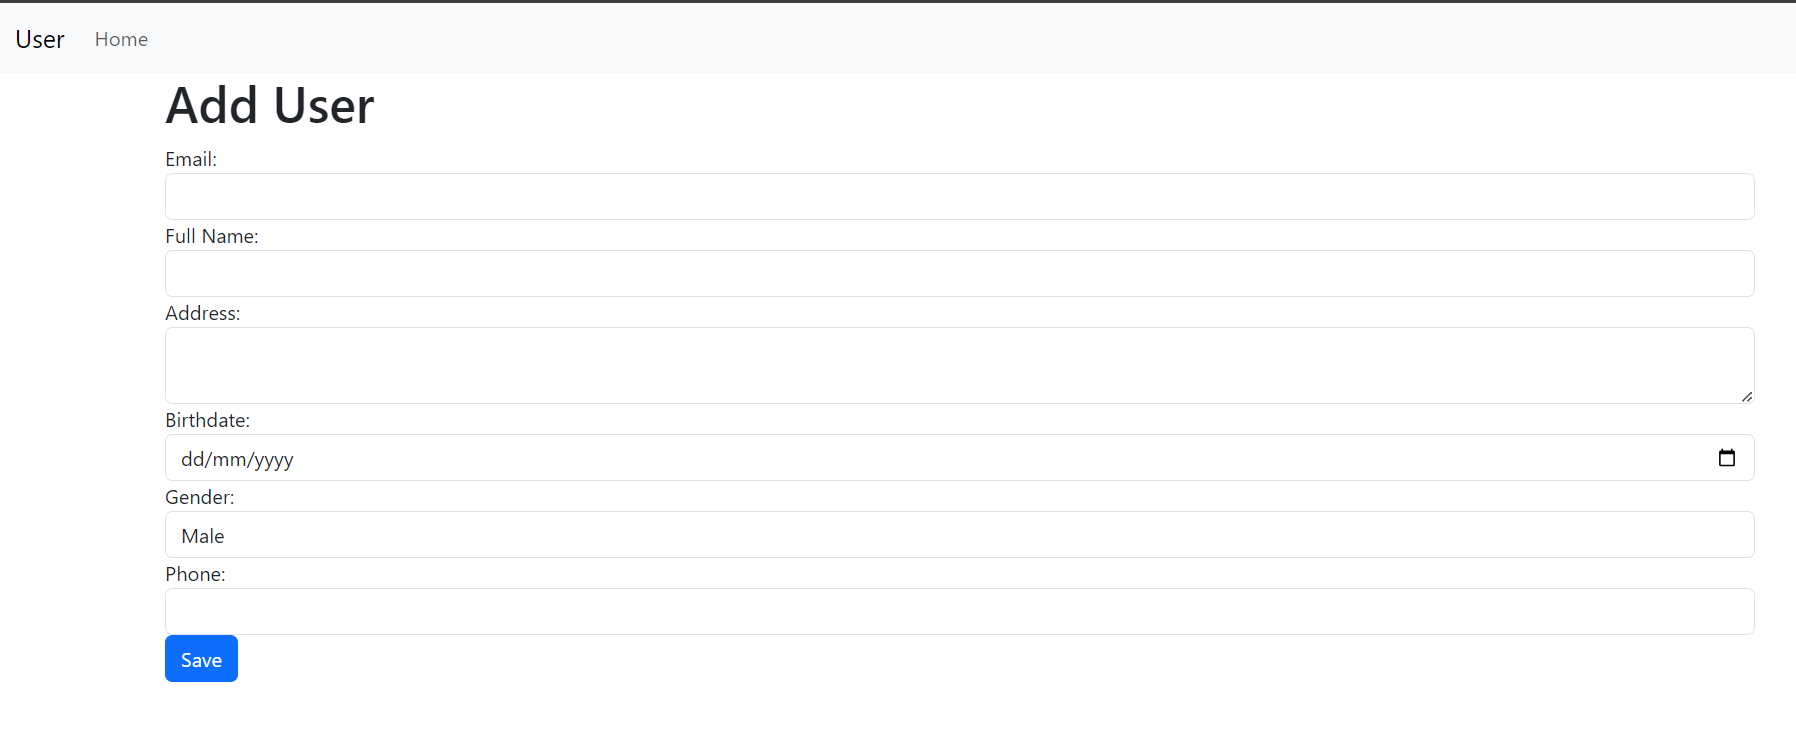 User Home
Add User
Email:
Full Name:
Address:
Birthdate:
dd/mm/yyyy
Gender:
Male
Phone:
Save